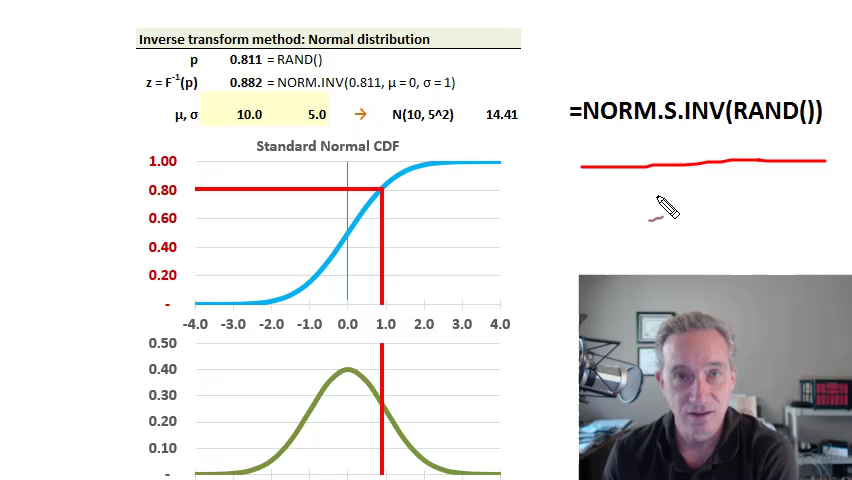 Inverse transform method: Normal distribution
p 0.811 = RAND()
z = F⁻¹(p) 0.882 = NORM.INV(0.811, μ = 0, σ = 1)
μ, σ 10.0 5.0 → N(10, 5^2) 14.41
=NORM.S.INV(RAND())
Standard Normal CDF
1.00
0.80
0.60
0.40
0.20
-
-4.0 -3.0 -2.0 -1.0 0.0 1.0 2.0 3.0 4.0
0.50
0.40
0.30
0.20
0.10
-